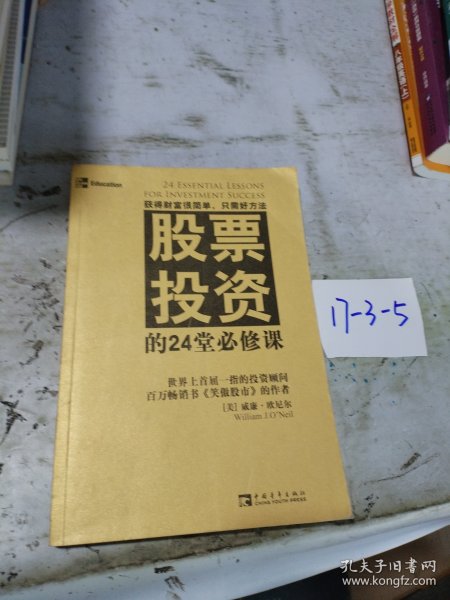 Education
24 ESSENTIAL LESSONS
FOR INVESTMENT SUCCESS
获得财富很简单，只需好方法
股票
投资
的24堂必修课
世界上首屈一指的投资顾问
百万畅销书《笑傲股市》的作者
[美] 威廉·欧尼尔
William J.O'Neil
中国青年出版社
CHINA YOUTH PRESS
17-3-5
孔夫子旧书网
www.kongfz.com